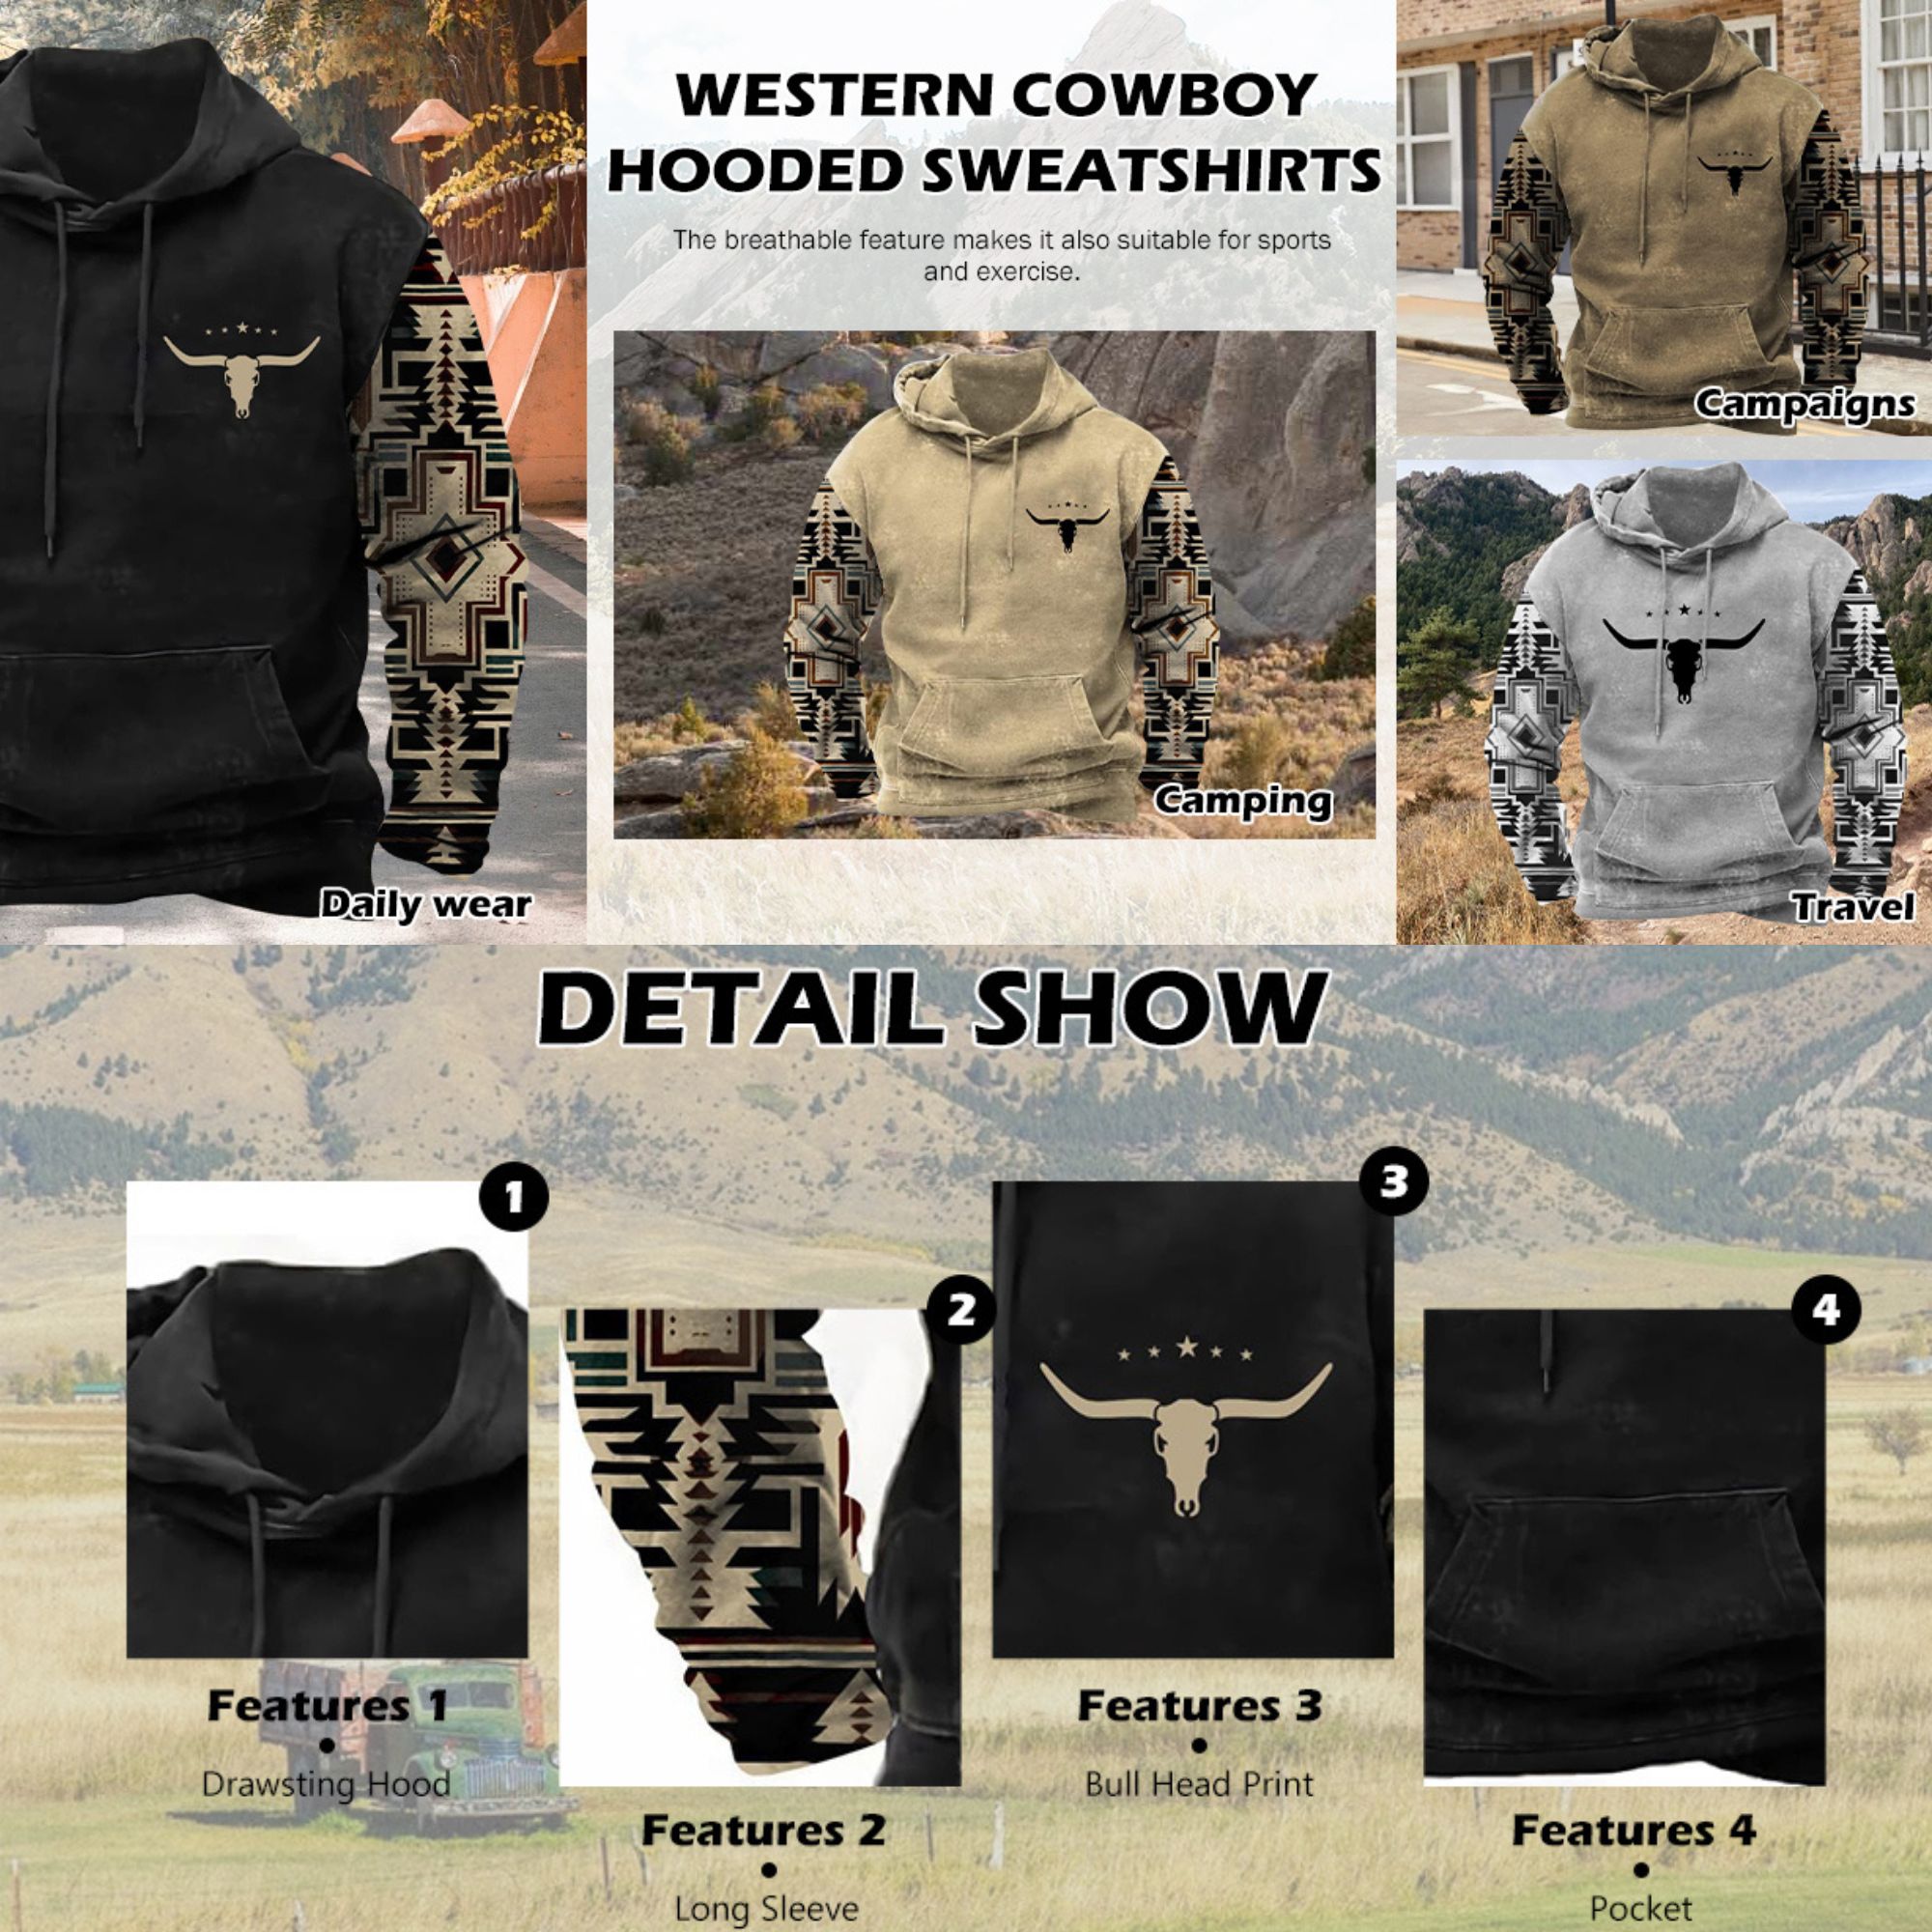 WESTERN COWBOY
HOODED SWEATSHIRTS
The breathable feature makes it also suitable for sports
and exercise.
Campaigns
Camping
Daily wear
Travel
DETAIL SHOW
1
2
3
4
Features 1
Drawsting Hood
Features 2
Long Sleeve
Features 3
Bull Head Print
Features 4
Pocket